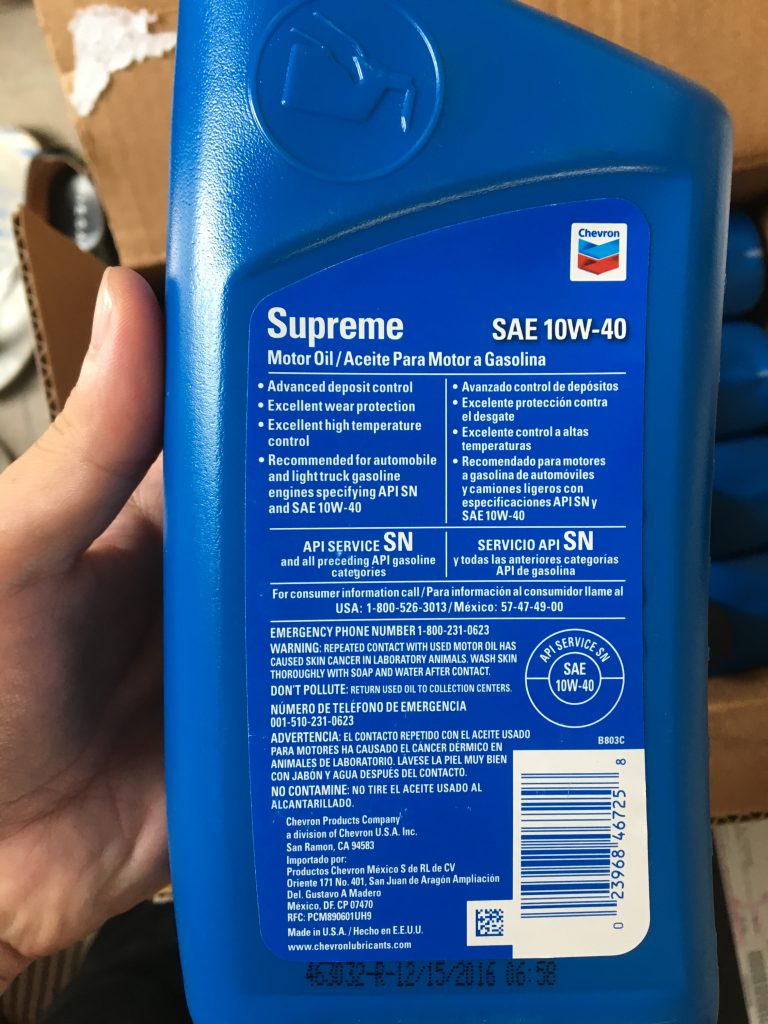 Chevron
Supreme
SAE 10W-40
Motor Oil / Aceite Para Motor a Gasolina
• Advanced deposit control
• Excellent wear protection
• Excellent high temperature
control
• Recommended for automobile
and light truck gasoline
engines specifying API SN
and SAE 10W-40
• Avanzado control de depósitos
• Excelente protección contra
el desgate
• Excelente control a altas
temperaturas
• Recomendado para motores
a gasolina de automóviles
y camiones ligeros con
especificaciones API SN y
SAE 10W-40
API SERVICE SN
and all preceding API gasoline
categories
SERVICIO API SN
y todas las anteriores categorías
API de gasolina
For consumer information call / Para información al consumidor llame al
USA: 1-800-526-3013 / México: 57-47-49-00
EMERGENCY PHONE NUMBER 1-800-231-0623
WARNING: REPEATED CONTACT WITH USED MOTOR OIL HAS
CAUSED SKIN CANCER IN LABORATORY ANIMALS. WASH SKIN
THOROUGHLY WITH SOAP AND WATER AFTER CONTACT.
DON'T POLLUTE: RETURN USED OIL TO COLLECTION CENTERS.
NÚMERO DE TELÉFONO DE EMERGENCIA
001-510-231-0623
ADVERTENCIA: EL CONTACTO REPETIDO CON EL ACEITE USADO
PARA MOTORES HA CAUSADO EL CÁNCER DÉRMICO EN
ANIMALES DE LABORATORIO. LÁVESE LA PIEL MUY BIEN
CON JABÓN Y AGUA DESPUÉS DEL CONTACTO.
NO CONTAMINE: NO TIRE EL ACEITE USADO AL
ALCANTARILLADO.
API SERVICE SN
SAE
10W-40
B803C
Chevron Products Company
a division of Chevron U.S.A. Inc.
San Ramon, CA 94583
Importado por:
Productos Chevron México S de RL de CV
Oriente 171 No. 401, San Juan de Aragón Ampliación
Del. Gustavo A Madero
México, DF. CP 07470
RFC: PCM890601UH9
Made in U.S.A. / Hecho en E.E.U.U.
www.chevronlubricants.com
0 23968 46725 8
463032-R-12/15/2016 06:58